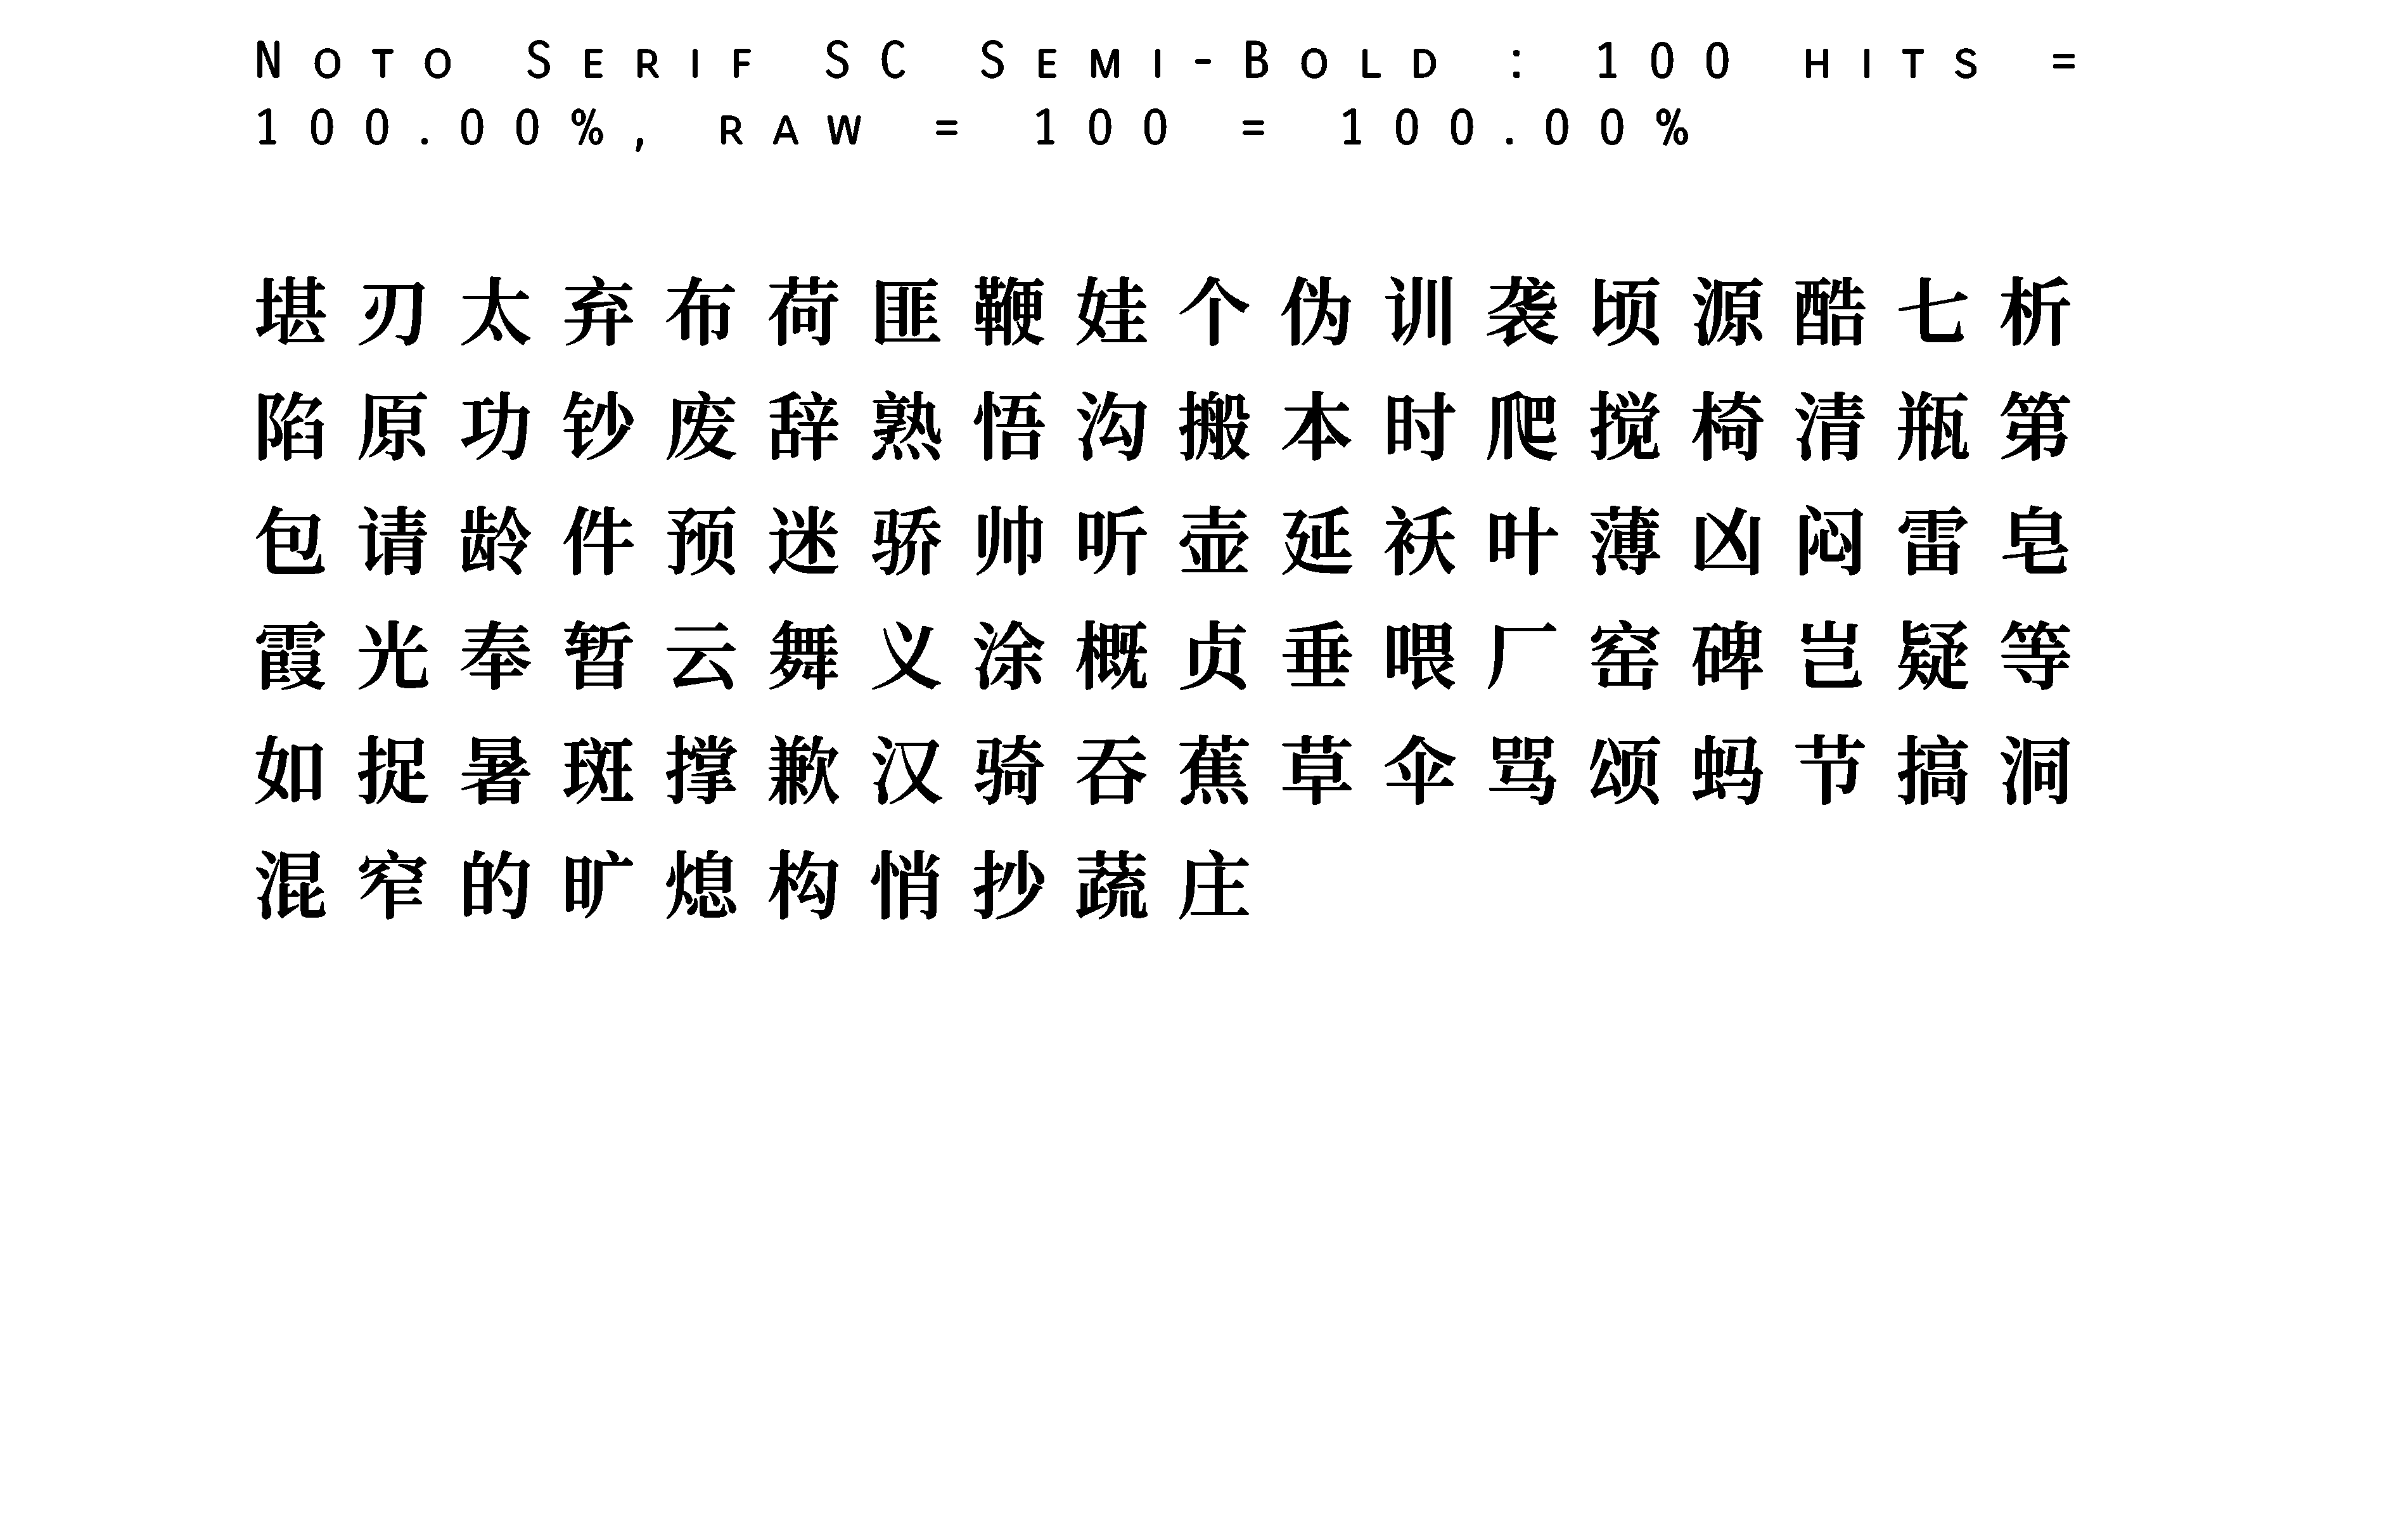 Noto Serif SC Semi-Bold : 100 hits =
100.00%, raw = 100 = 100.00%
堪刃太弃布荷匪鞭娃个伪训袭顷源酷七析
陷原功钞废辞熟悟沟搬本时爬搅椅清瓶第
包请龄件预迷骄帅听壶延袄叶薄凶闷雷皂
霞光奉暂云舞义涂概贞垂喂厂窑碑岂疑等
如捉暑斑撑歉汉骑吞蕉草伞骂颂蚂节搞洞
混窄的旷熄构悄抄蔬庄